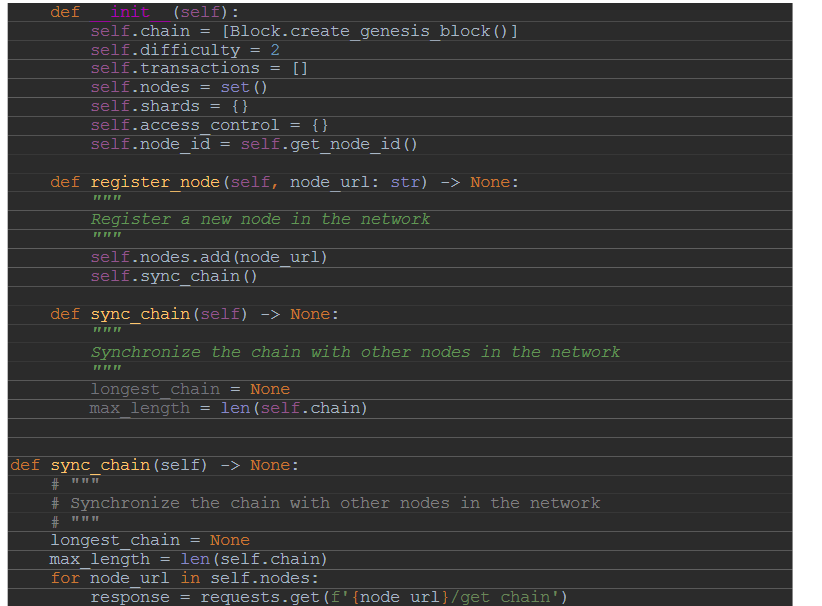 def __init__(self):
        self.chain = [Block.create_genesis_block()]
        self.difficulty = 2
        self.transactions = []
        self.nodes = set()
        self.shards = {}
        self.access_control = {}
        self.node_id = self.get_node_id()

    def register_node(self, node_url: str) -> None:
        """
        Register a new node in the network
        """
        self.nodes.add(node_url)
        self.sync_chain()

    def sync_chain(self) -> None:
        """
        Synchronize the chain with other nodes in the network
        """
        longest_chain = None
        max_length = len(self.chain)

def sync_chain(self) -> None:
    # """
    # Synchronize the chain with other nodes in the network
    # """
    longest_chain = None
    max_length = len(self.chain)
    for node_url in self.nodes:
        response = requests.get(f'{node_url}/get_chain')